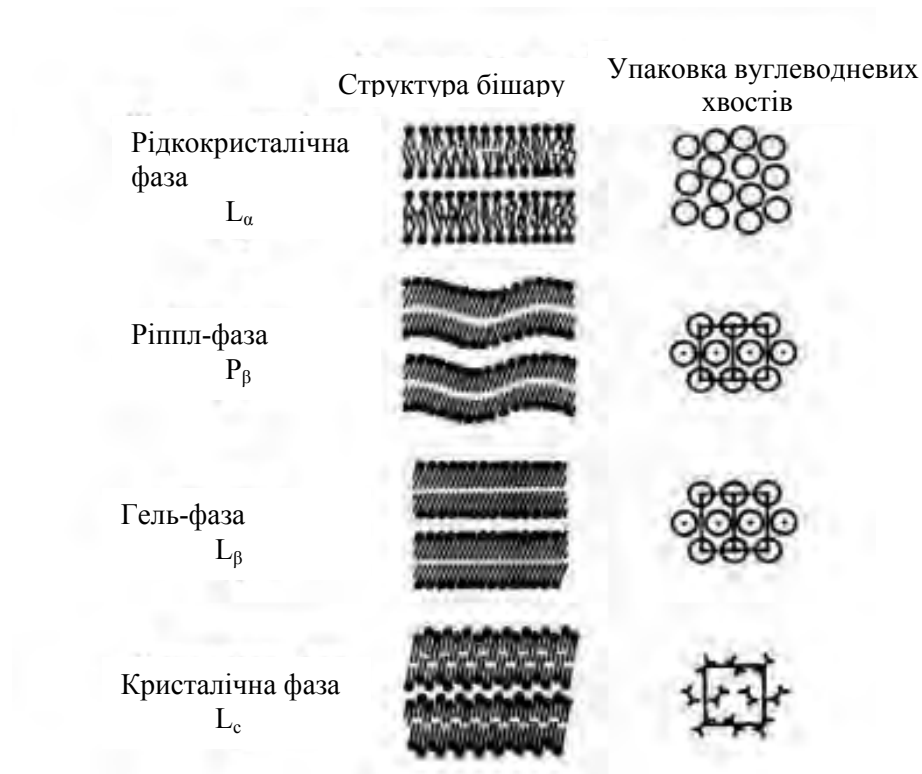 Структура бішару
Упаковка вуглеводневих
хвостів
Рідкокристалічна
фаза
Lα
Ріппл-фаза
Pβ
Гель-фаза
Lβ
Кристалічна фаза
Lc